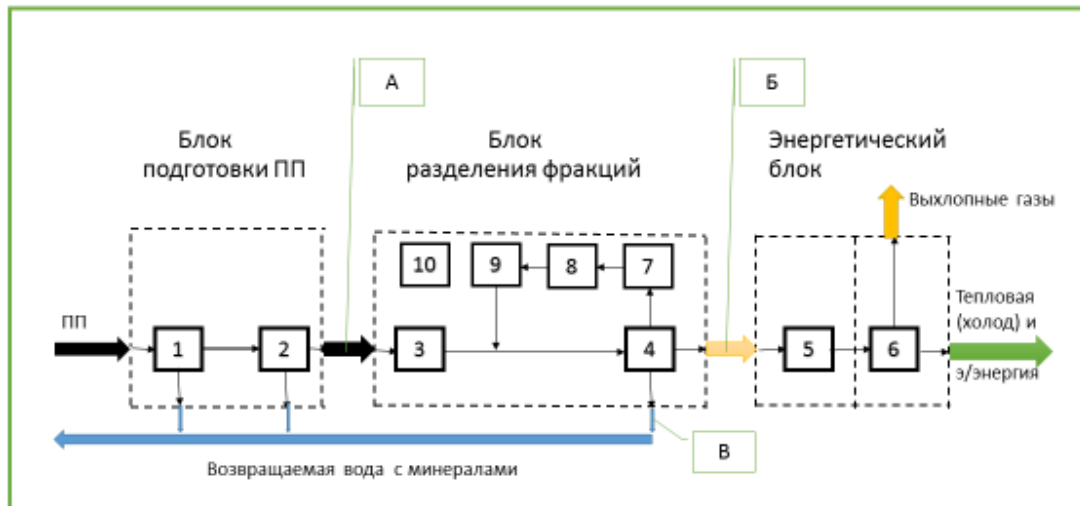 А
Б
Блок
подготовки ПП
Блок
разделения фракций
Энергетический
блок
Выхлопные газы
10
9
8
7
ПП
1
2
3
4
5
6
Тепловая
(холод) и
э/энергия
В
Возвращаемая вода с минералами